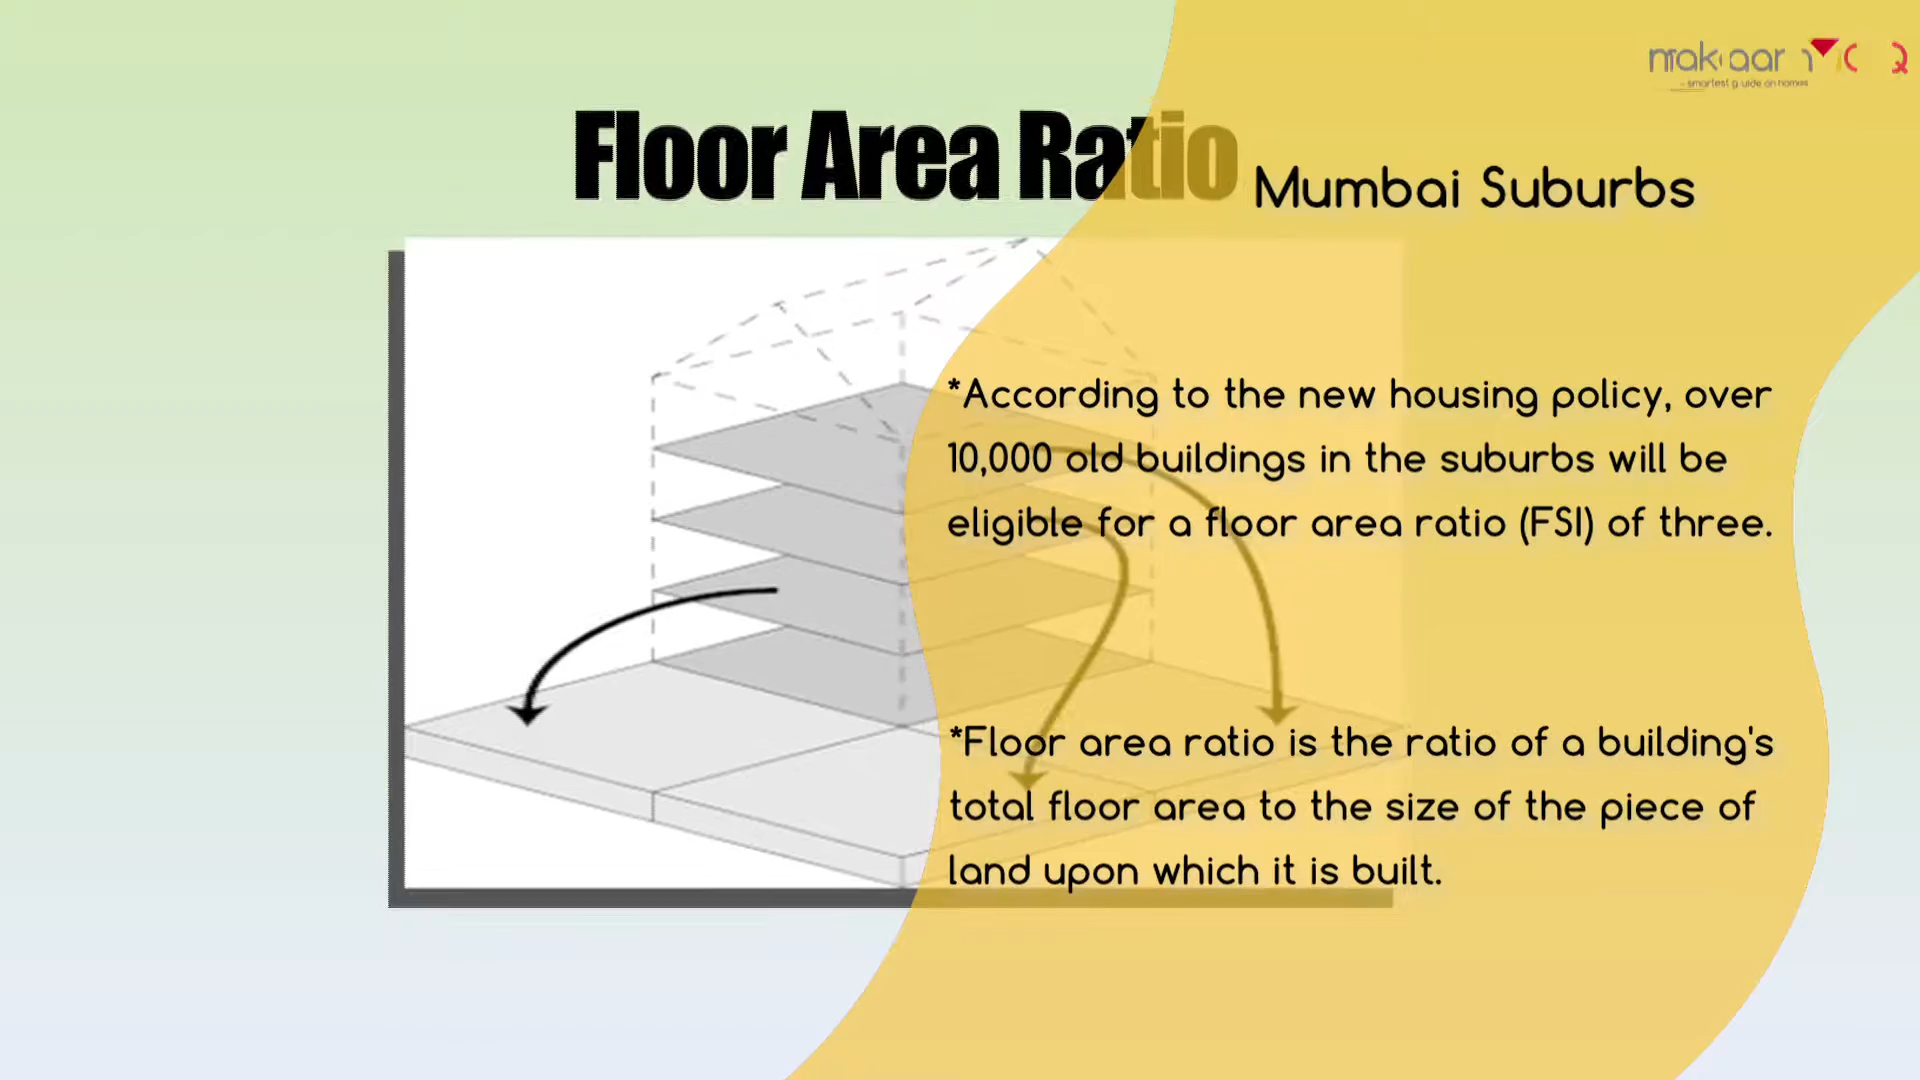 Floor Area Ratio
Mumbai Suburbs
*According to the new housing policy, over
10,000 old buildings in the suburbs will be
eligible for a floor area ratio (FSI) of three.
*Floor area ratio is the ratio of a building's
total floor area to the size of the piece of
land upon which it is built.